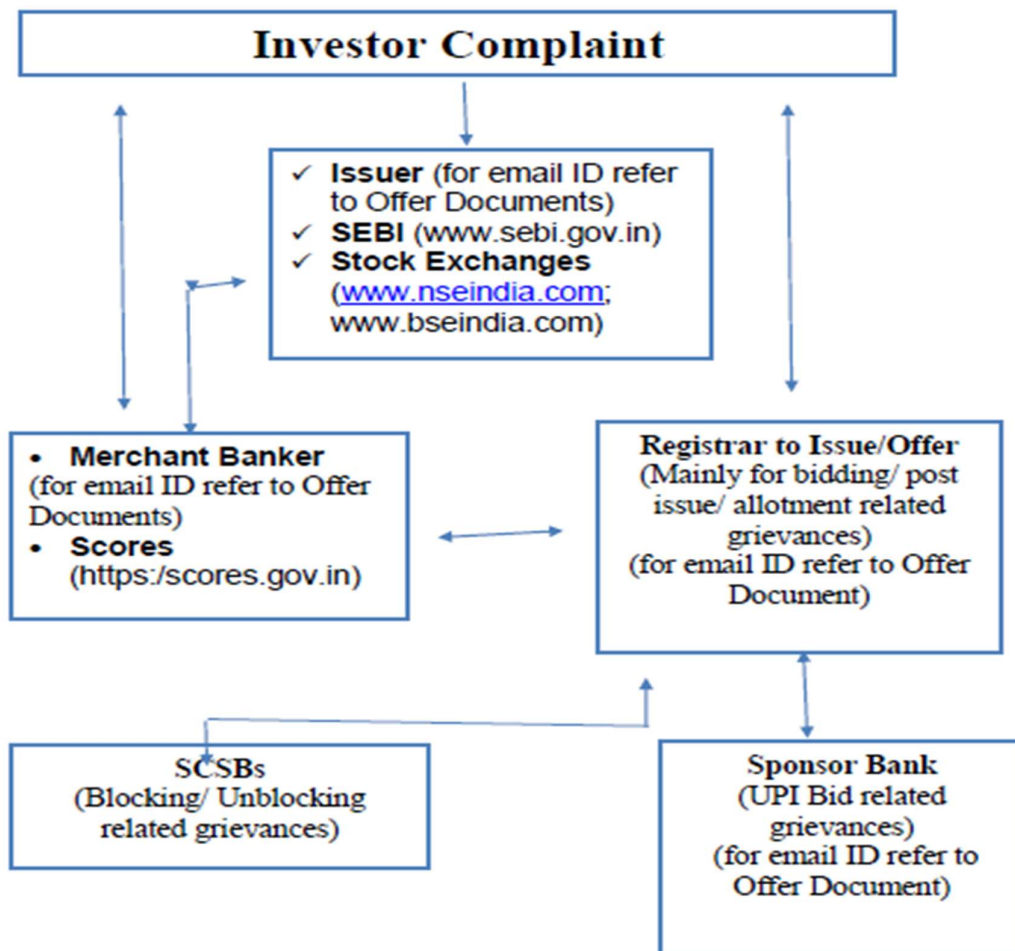 Investor Complaint
✓ Issuer (for email ID refer
to Offer Documents)
✓ SEBI (www.sebi.gov.in)
✓ Stock Exchanges
(www.nseindia.com;
www.bseindia.com)
• Merchant Banker
(for email ID refer to Offer
Documents)
• Scores
(https:/scores.gov.in)
Registrar to Issue/Offer
(Mainly for bidding/ post
issue/ allotment related
grievances)
(for email ID refer to Offer
Document)
SCSBs
(Blocking/ Unblocking
related grievances)
Sponsor Bank
(UPI Bid related
grievances)
(for email ID refer to
Offer Document)